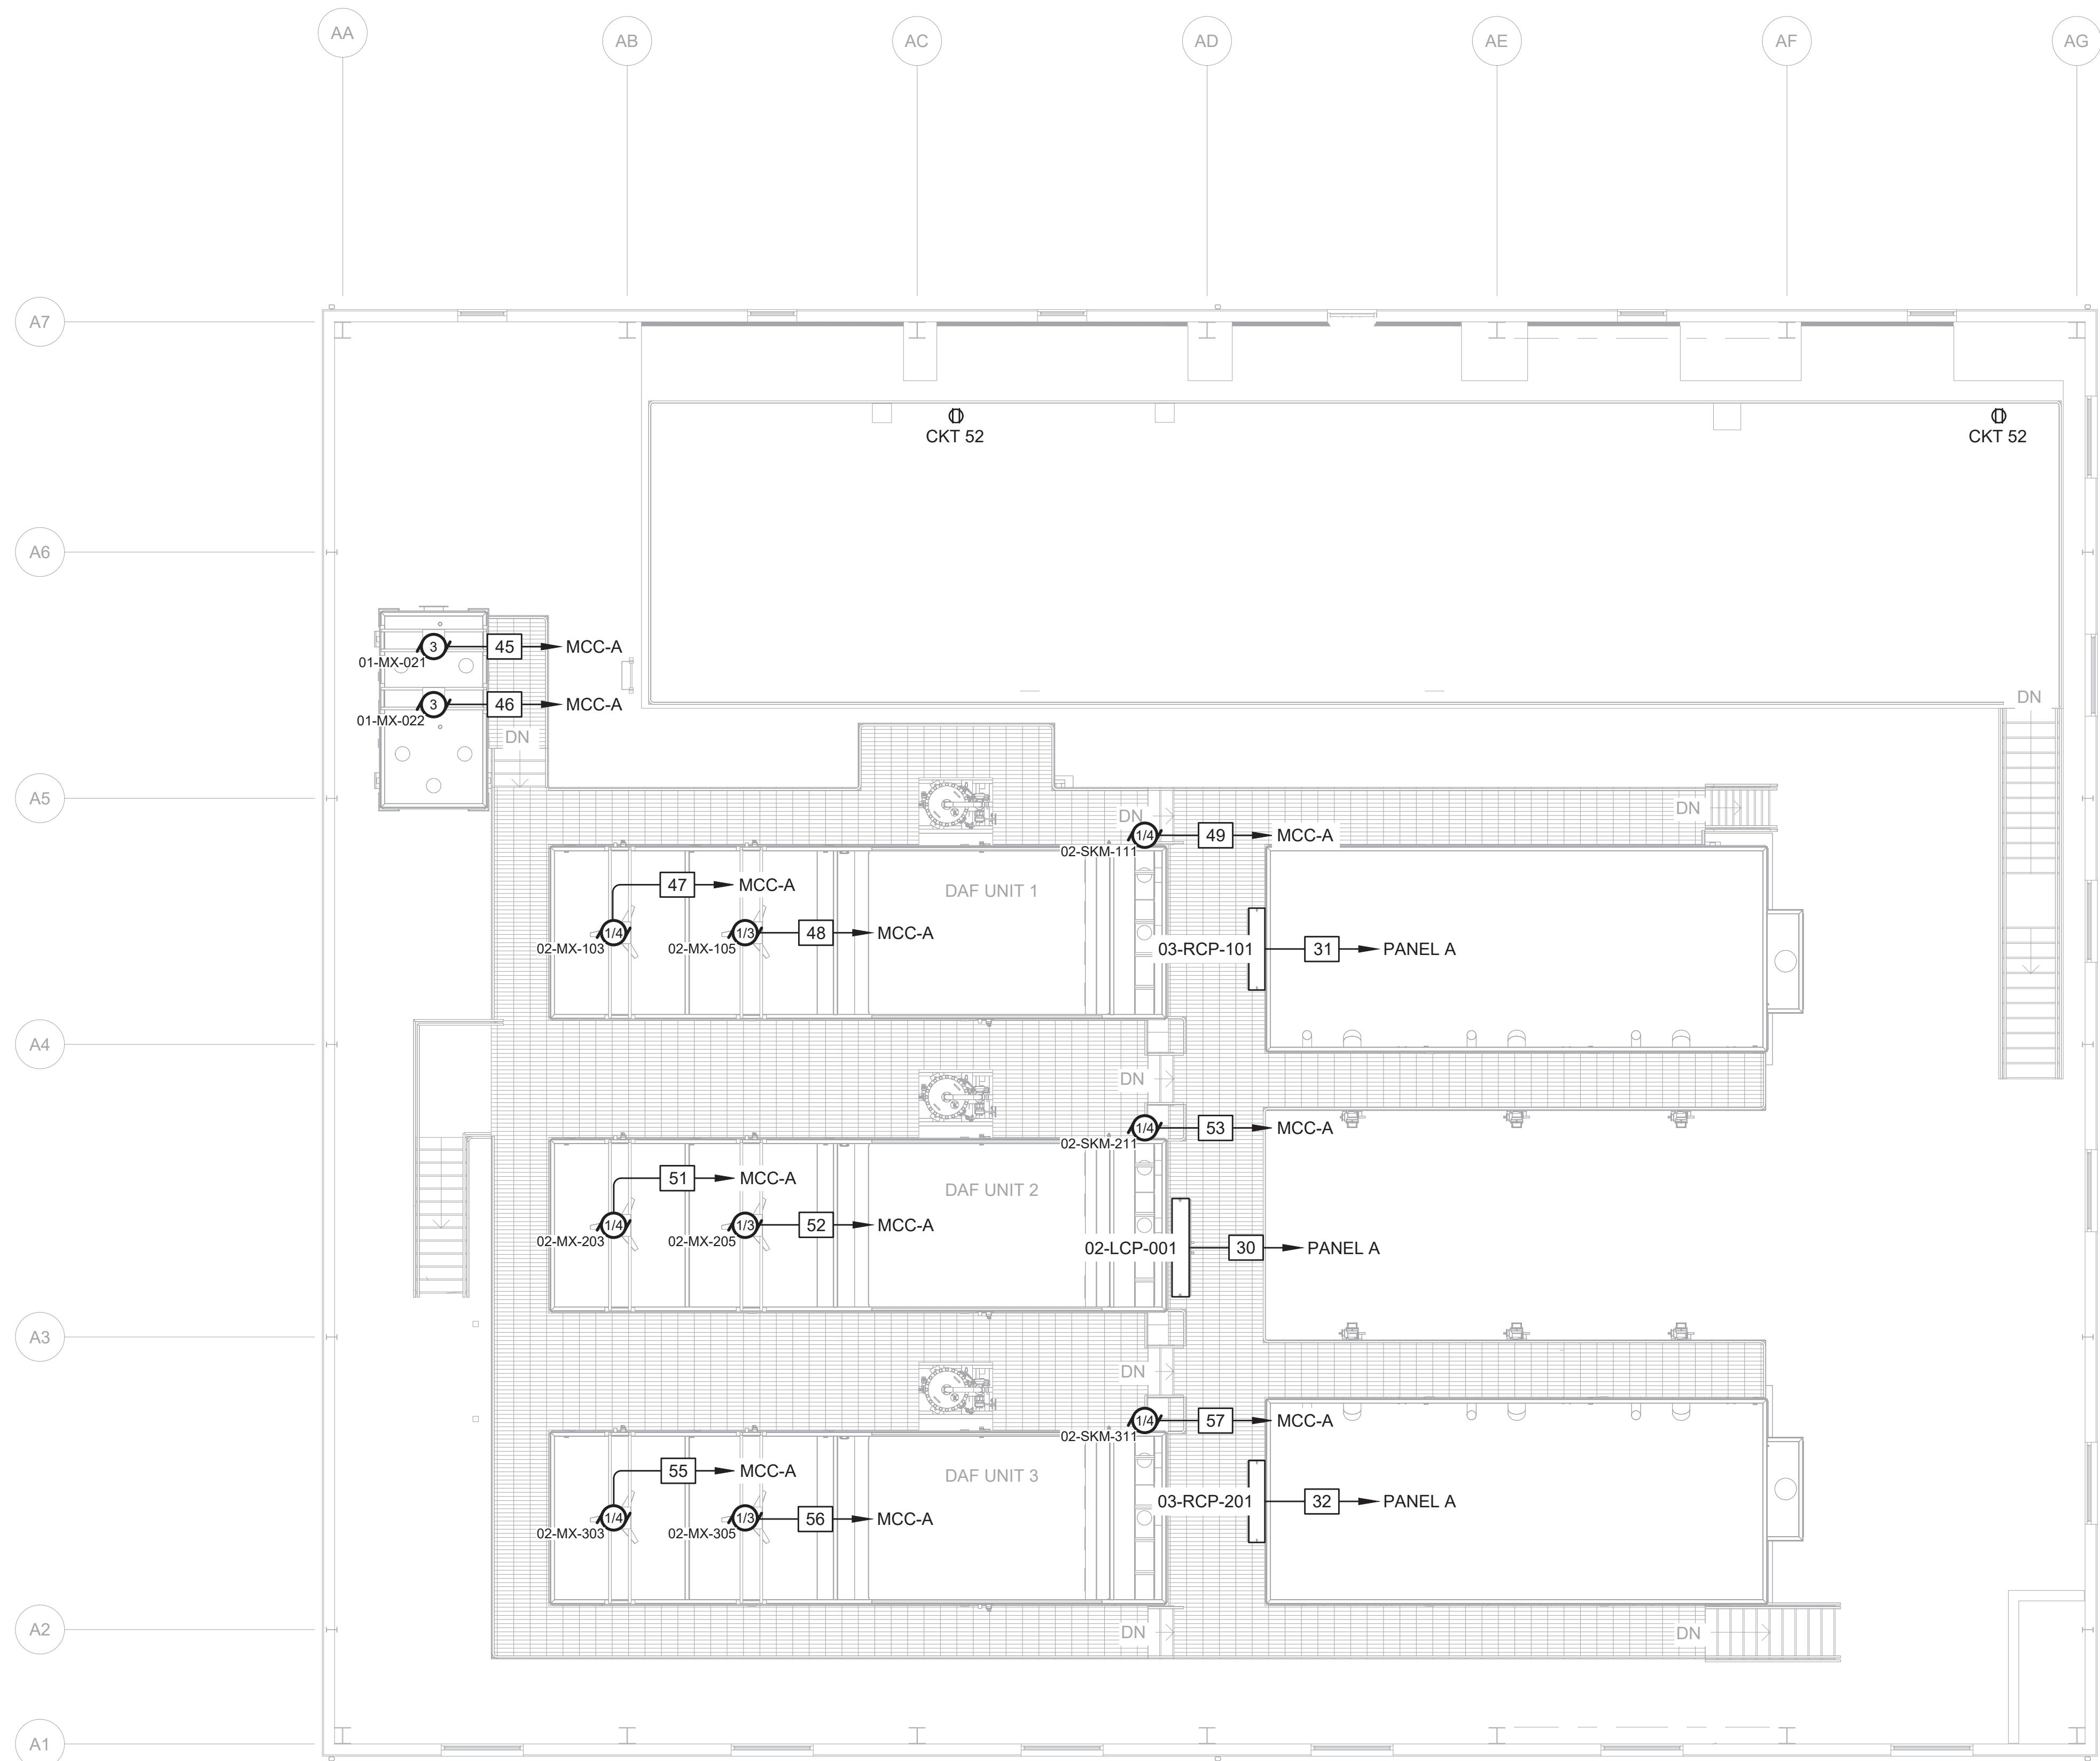 AA
AB
AC
AD
AE
AF
AG
A7
CKT 52
CKT 52
A6
3
45
MCC-A
01-MX-021
3
46
MCC-A
01-MX-022
DN
DN
A5
DN
DN
1/4
49
MCC-A
02-SKM-111
47
MCC-A
DAF UNIT 1
1/4
1/3
48
MCC-A
02-MX-103
02-MX-105
03-RCP-101
31
PANEL A
A4
DN
1/4
53
MCC-A
02-SKM-211
51
MCC-A
DAF UNIT 2
1/4
1/3
52
MCC-A
02-MX-203
02-MX-205
02-LCP-001
30
PANEL A
A3
DN
1/4
57
MCC-A
02-SKM-311
55
MCC-A
DAF UNIT 3
03-RCP-201
32
PANEL A
1/4
1/3
56
MCC-A
02-MX-303
02-MX-305
A2
DN
DN
A1